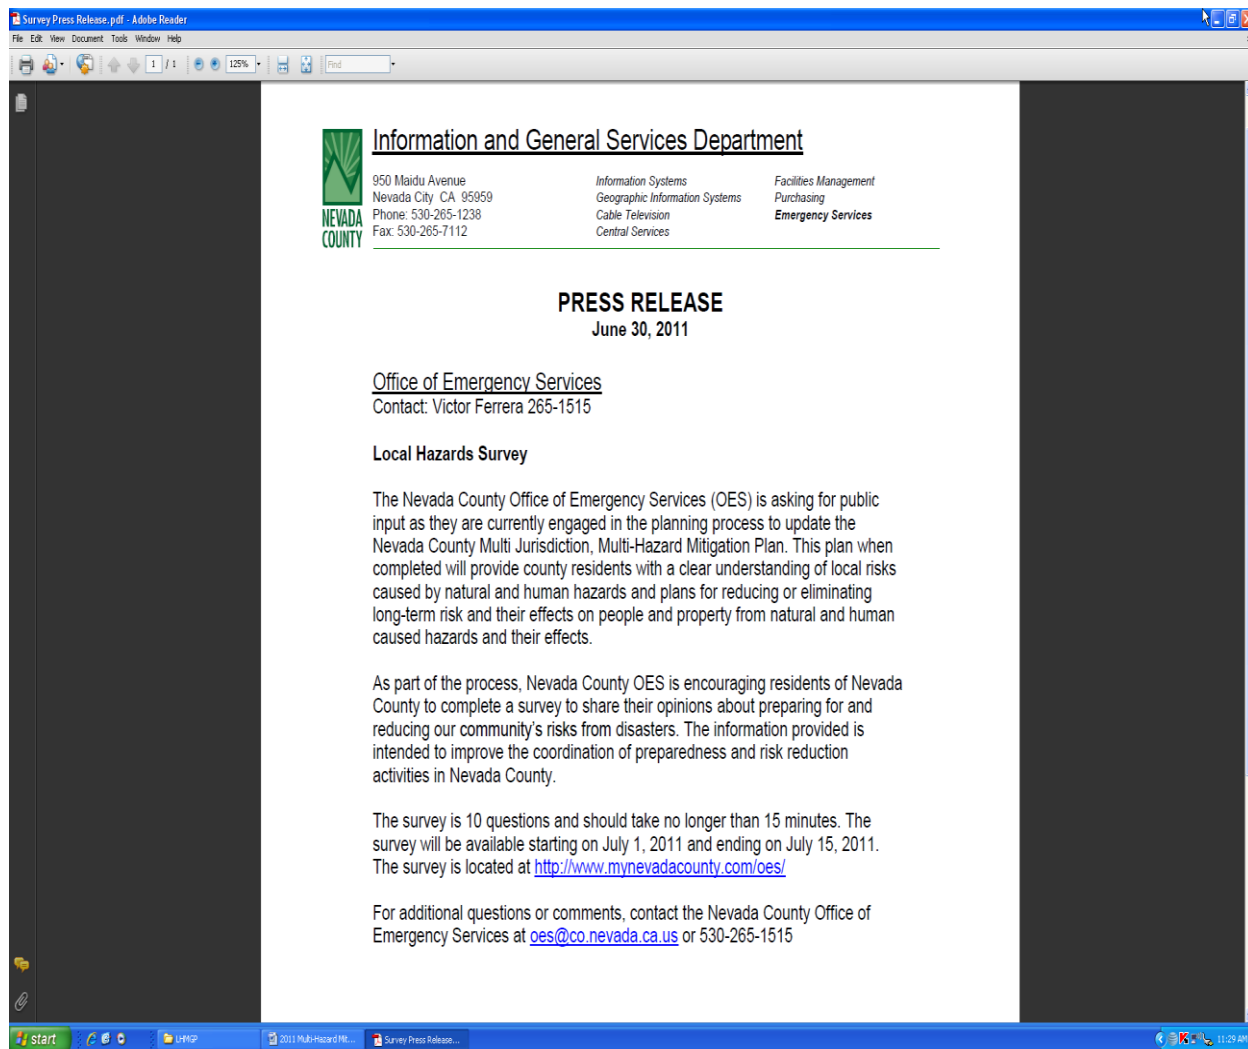 Survey Press Release.pdf - Adobe Reader
File Edit View Document Tools Window Help
1 / 1 125% Find
Information and General Services Department
950 Maidu Avenue
Nevada City CA 95959
Phone: 530-265-1238
Fax: 530-265-7112
Information Systems
Geographic Information Systems
Cable Television
Central Services
Facilities Management
Purchasing
Emergency Services
NEVADA
COUNTY
PRESS RELEASE
June 30, 2011
Office of Emergency Services
Contact: Victor Ferrera 265-1515
Local Hazards Survey
The Nevada County Office of Emergency Services (OES) is asking for public
input as they are currently engaged in the planning process to update the
Nevada County Multi Jurisdiction, Multi-Hazard Mitigation Plan. This plan when
completed will provide county residents with a clear understanding of local risks
caused by natural and human hazards and plans for reducing or eliminating
long-term risk and their effects on people and property from natural and human
caused hazards and their effects.
As part of the process, Nevada County OES is encouraging residents of Nevada
County to complete a survey to share their opinions about preparing for and
reducing our community's risks from disasters. The information provided is
intended to improve the coordination of preparedness and risk reduction
activities in Nevada County.
The survey is 10 questions and should take no longer than 15 minutes. The
survey will be available starting on July 1, 2011 and ending on July 15, 2011.
The survey is located at http://www.mynevadacounty.com/oes/
For additional questions or comments, contact the Nevada County Office of
Emergency Services at oes@co.nevada.ca.us or 530-265-1515
start LHMGP 2011 Multi-Hazard Mit... Survey Press Release... 11:29 AM